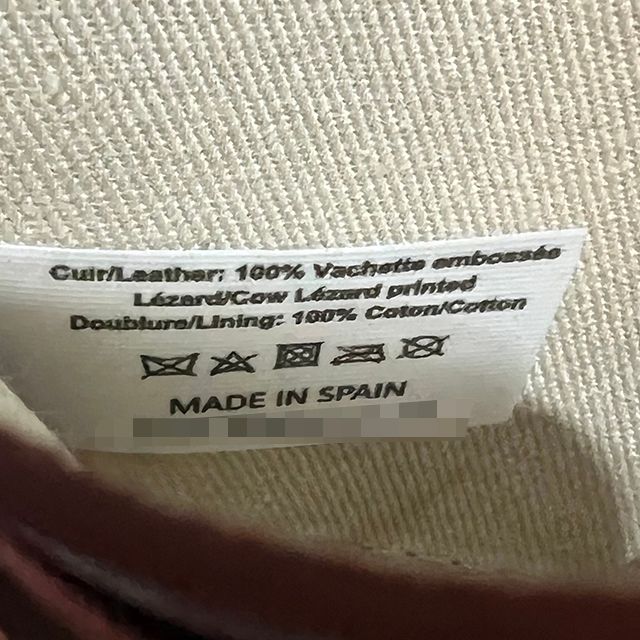 Cuir/Leather: 100% Vachette embossée
Lézard/Cow Lézard printed
Doublure/Lining: 100% Coton/Cotton
MADE IN SPAIN